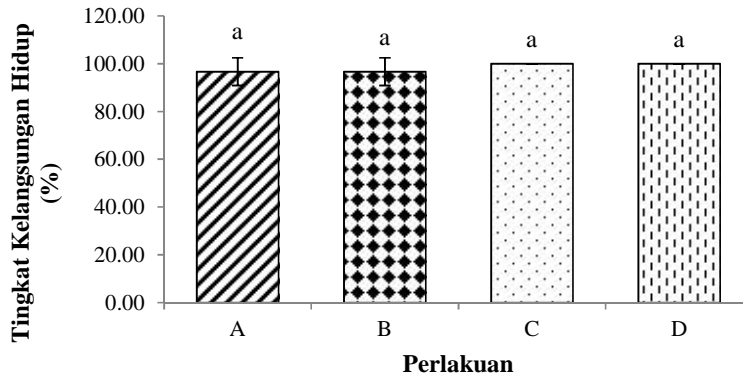 Tingkat Kelangsungan Hidup
(%)
120.00
100.00
80.00
60.00
40.00
20.00
0.00
a
a
a
a
A
B
C
D
Perlakuan